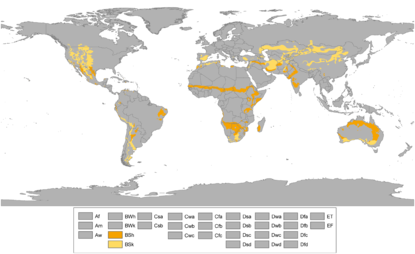 Af BWh Csa Cwa Cfa Dsa Dwa Dfa ET
Am BWk Csb Cwb Cfb Dsb Dwb Dfb EF
Aw BSh Cwc Cfc Dsc Dwc Dfc
BSk Dsd Dwd Dfd